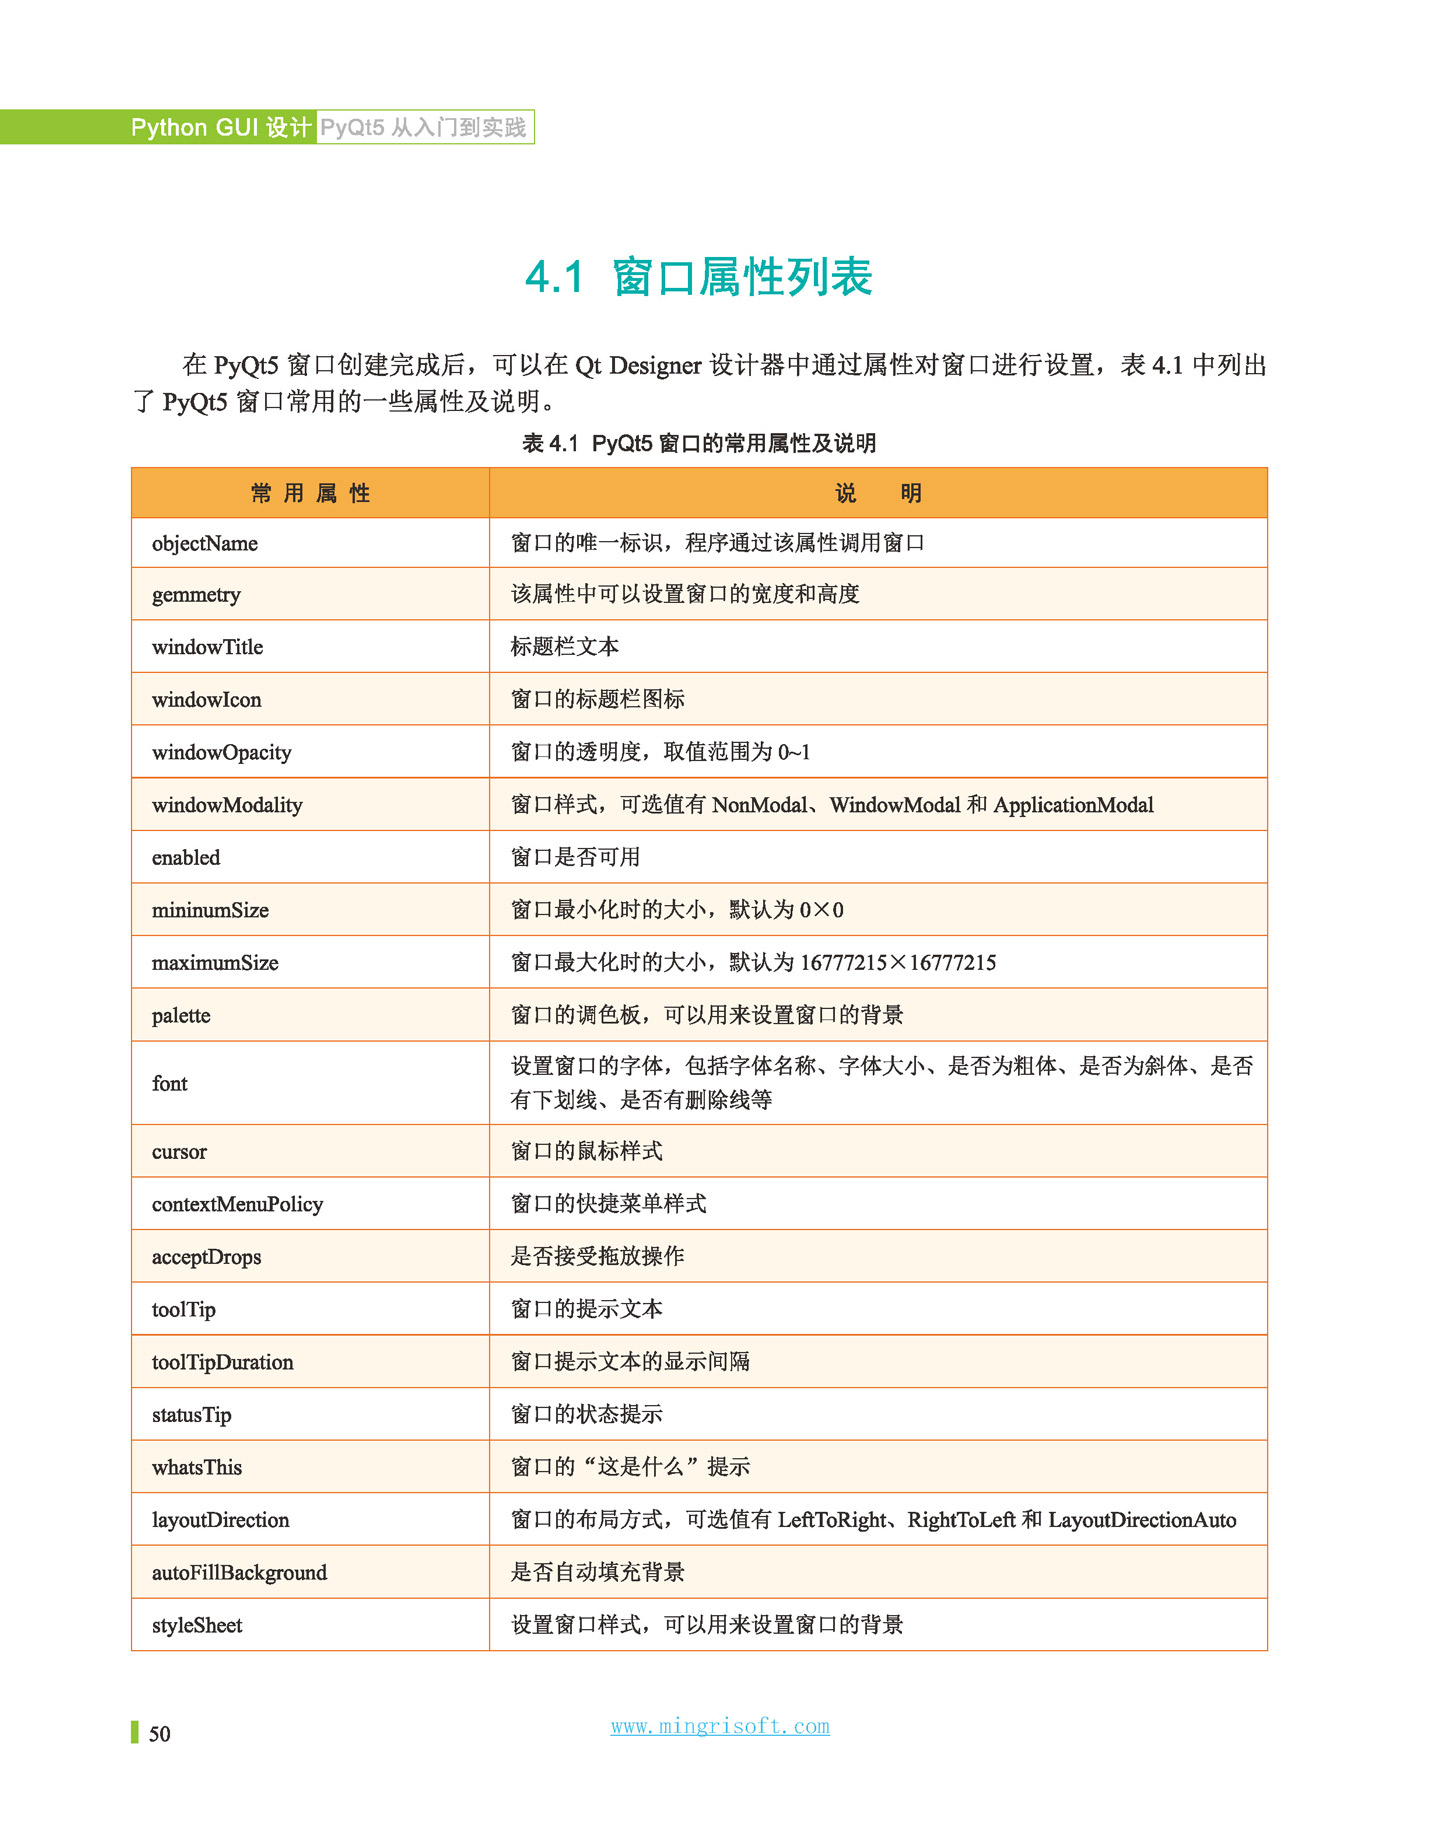 Python GUI 设计 PyQt5 从入门到实践
4.1 窗口属性列表
在 PyQt5 窗口创建完成后，可以在 Qt Designer 设计器中通过属性对窗口进行设置，表 4.1 中列出
了 PyQt5 窗口常用的一些属性及说明。
表 4.1 PyQt5 窗口的常用属性及说明
常 用 属 性 说 明
objectName 窗口的唯一标识，程序通过该属性调用窗口
gemmetry 该属性中可以设置窗口的宽度和高度
windowTitle 标题栏文本
windowIcon 窗口的标题栏图标
windowOpacity 窗口的透明度，取值范围为 0~1
windowModality 窗口样式，可选值有 NonModal、WindowModal 和 ApplicationModal
enabled 窗口是否可用
mininumSize 窗口最小化时的大小，默认为 0×0
maximumSize 窗口最大化时的大小，默认为 16777215×16777215
palette 窗口的调色板，可以用来设置窗口的背景
font 设置窗口的字体，包括字体名称、字体大小、是否为粗体、是否为斜体、是否
有下划线、是否有删除线等
cursor 窗口的鼠标样式
contextMenuPolicy 窗口的快捷菜单样式
acceptDrops 是否接受拖放操作
toolTip 窗口的提示文本
toolTipDuration 窗口提示文本的显示间隔
statusTip 窗口的状态提示
whatsThis 窗口的“这是什么”提示
layoutDirection 窗口的布局方式，可选值有 LeftToRight、RightToLeft 和 LayoutDirectionAuto
autoFillBackground 是否自动填充背景
styleSheet 设置窗口样式，可以用来设置窗口的背景
50
www.mingrisoft.com